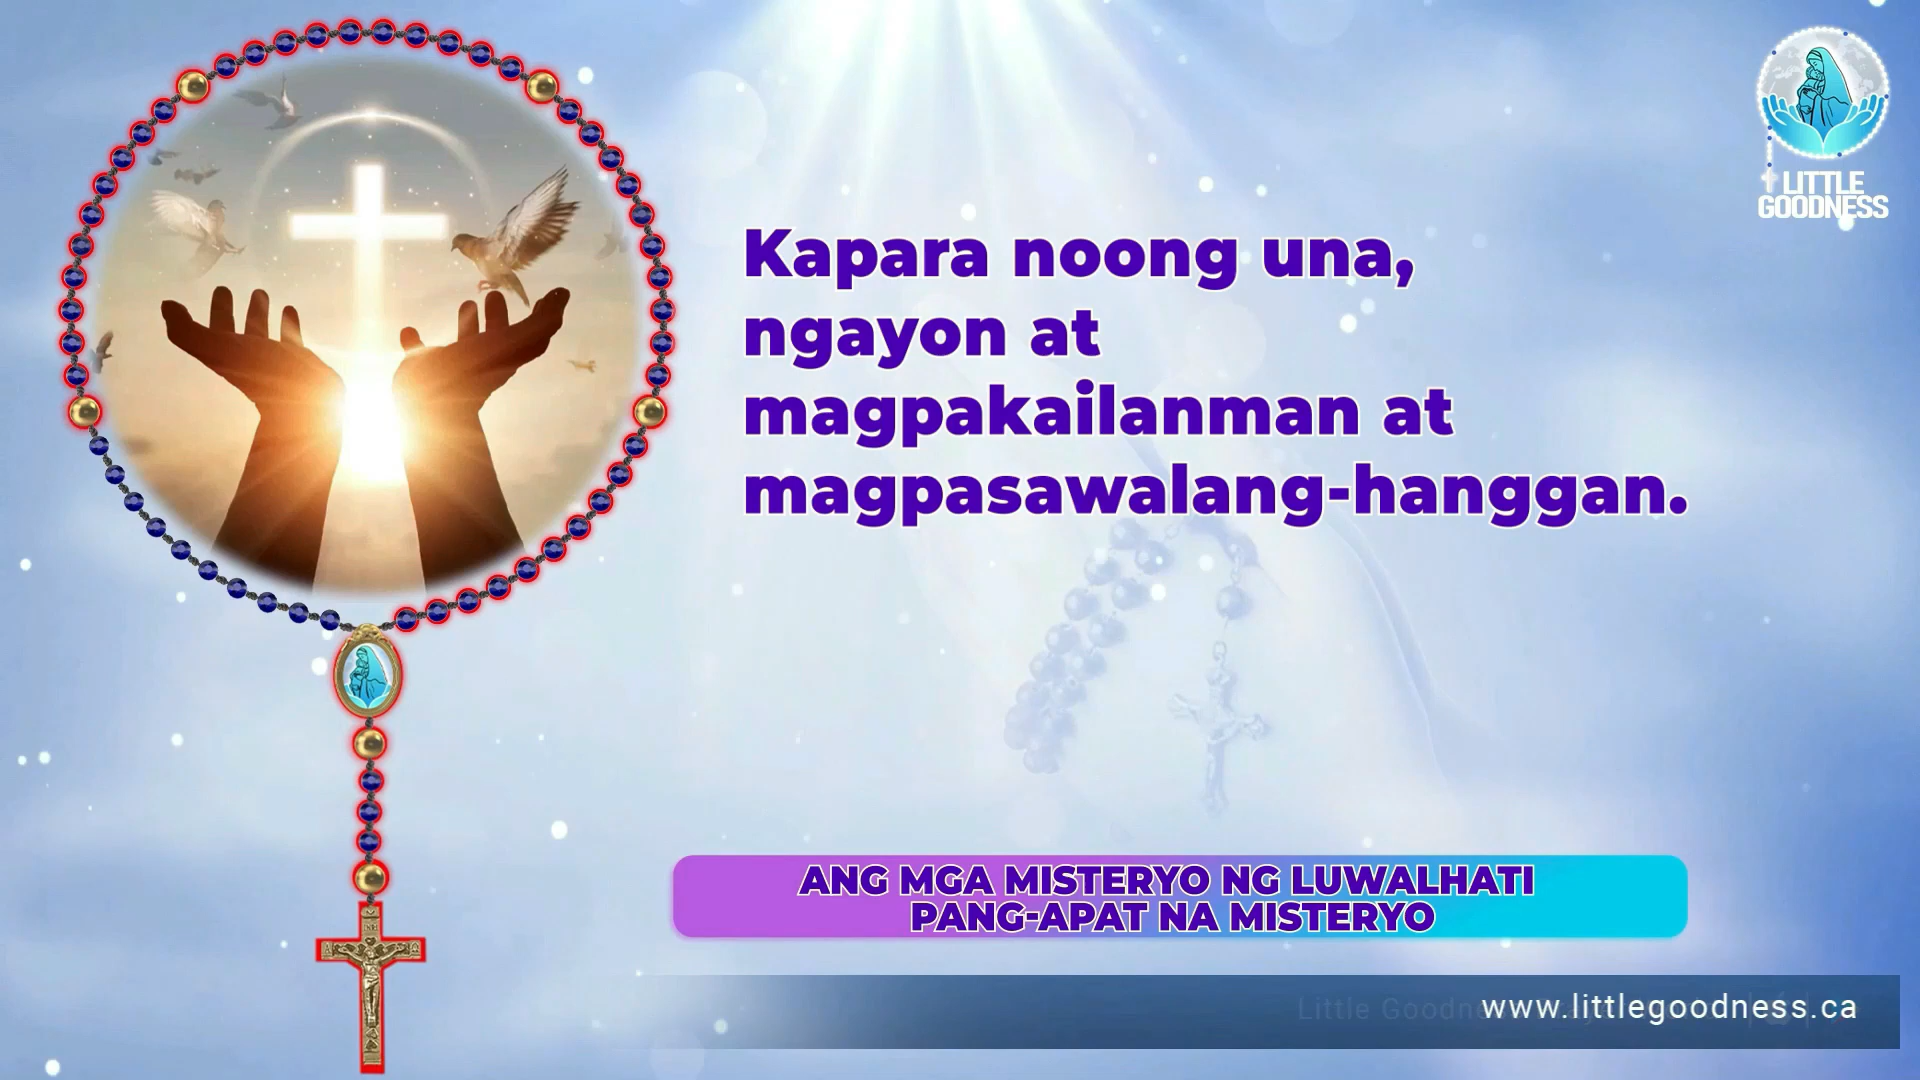 LITTLE
GOODNESS
Kapara noong una,
ngayon at
magpakailanman at
magpasawalang-hanggan.
ANG MGA MISTERYO NG LUWALHATI
PANG-APAT NA MISTERYO
Little
www.littlegoodness.ca